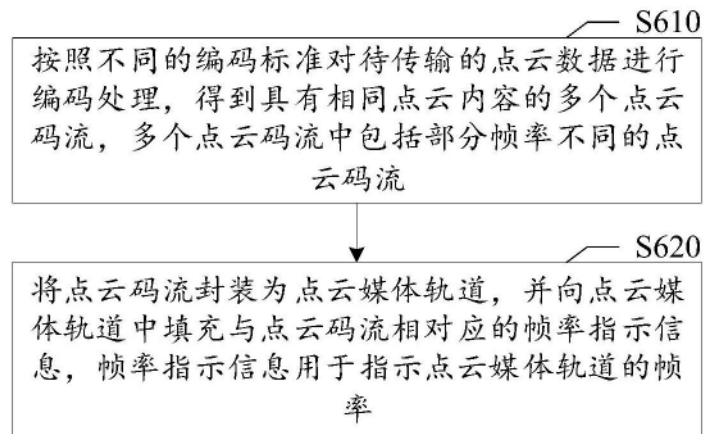 S610
按照不同的编码标准对待传输的点云数据进行
编码处理，得到具有相同点云内容的多个点云
码流，多个点云码流中包括部分帧率不同的点
云码流
S620
将点云码流封装为点云媒体轨道，并向点云媒
体轨道中填充与点云码流相对应的帧率指示信
息，帧率指示信息用于指示点云媒体轨道的帧
率